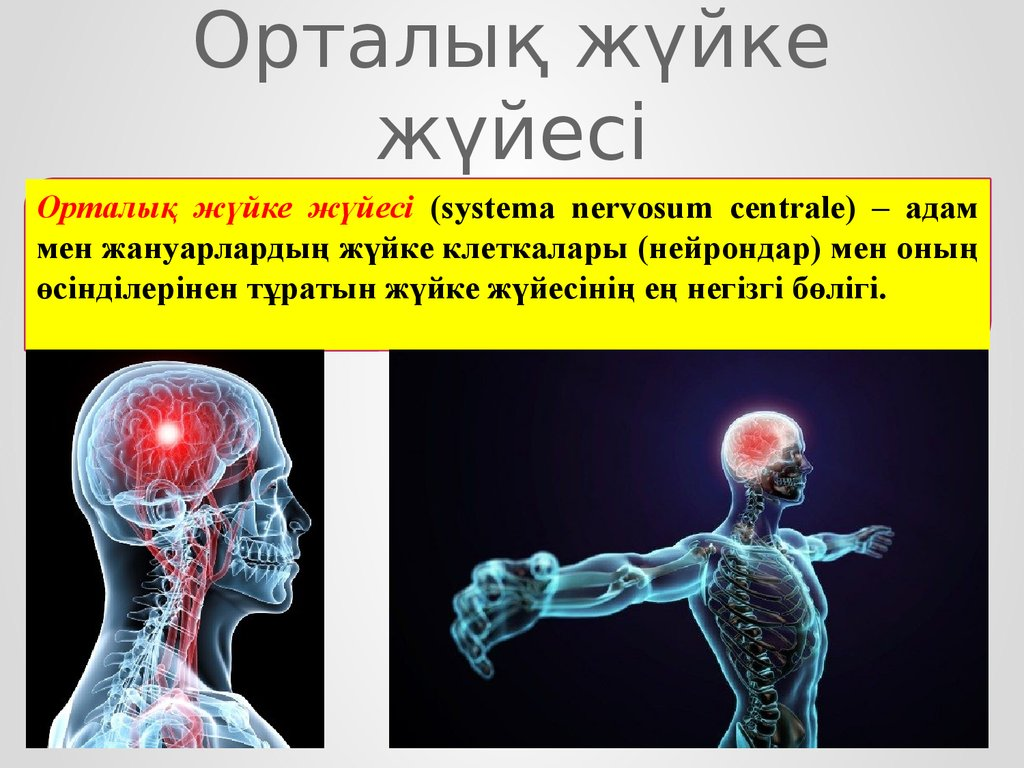 Орталық жүйке
жүйесі
Орталық жүйке жүйесі (systema nervosum centrale) – адам
мен жануарлардың жүйке клеткалары (нейрондар) мен оның
өсінділерінен тұратын жүйке жүйесінің ең негізгі бөлігі.